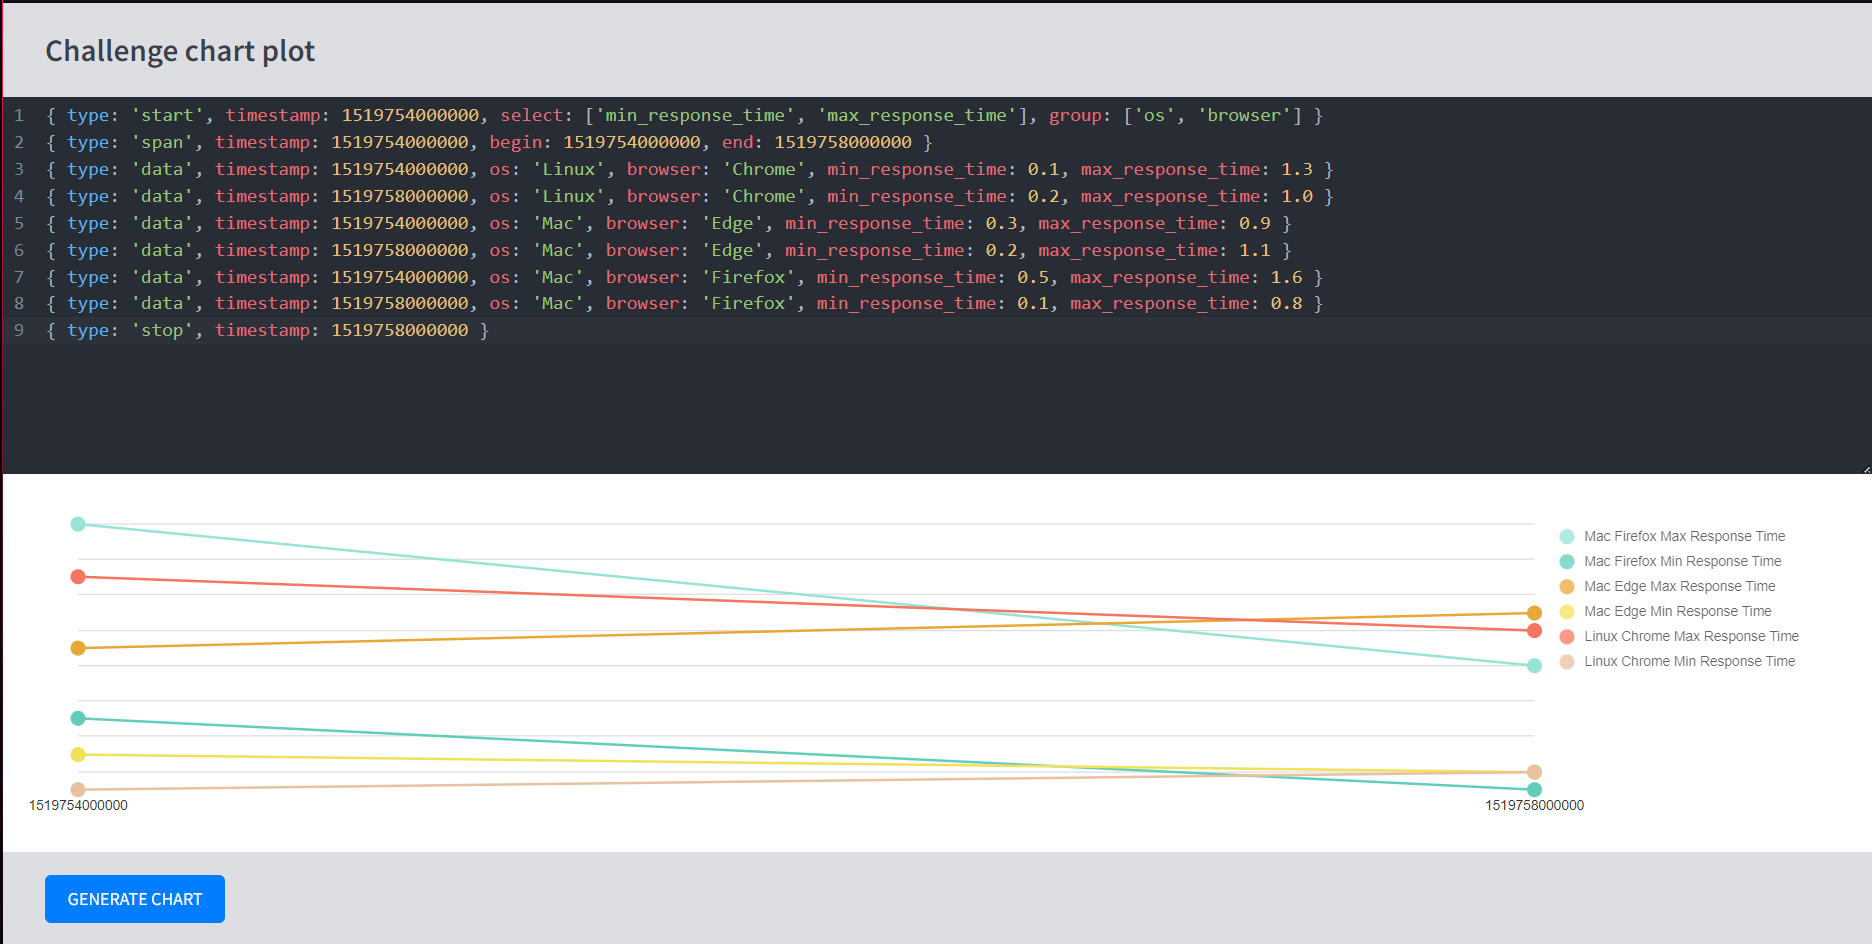 Challenge chart plot
1 { type: 'start', timestamp: 1519754000000, select: ['min_response_time', 'max_response_time'], group: ['os', 'browser'] }
2 { type: 'span', timestamp: 1519754000000, begin: 1519754000000, end: 1519758000000 }
3 { type: 'data', timestamp: 1519754000000, os: 'Linux', browser: 'Chrome', min_response_time: 0.1, max_response_time: 1.3 }
4 { type: 'data', timestamp: 1519758000000, os: 'Linux', browser: 'Chrome', min_response_time: 0.2, max_response_time: 1.0 }
5 { type: 'data', timestamp: 1519754000000, os: 'Mac', browser: 'Edge', min_response_time: 0.3, max_response_time: 0.9 }
6 { type: 'data', timestamp: 1519758000000, os: 'Mac', browser: 'Edge', min_response_time: 0.2, max_response_time: 1.1 }
7 { type: 'data', timestamp: 1519754000000, os: 'Mac', browser: 'Firefox', min_response_time: 0.5, max_response_time: 1.6 }
8 { type: 'data', timestamp: 1519758000000, os: 'Mac', browser: 'Firefox', min_response_time: 0.1, max_response_time: 0.8 }
9 { type: 'stop', timestamp: 1519758000000 }
Mac Firefox Max Response Time
Mac Firefox Min Response Time
Mac Edge Max Response Time
Mac Edge Min Response Time
Linux Chrome Max Response Time
Linux Chrome Min Response Time
1519754000000
1519758000000
GENERATE CHART